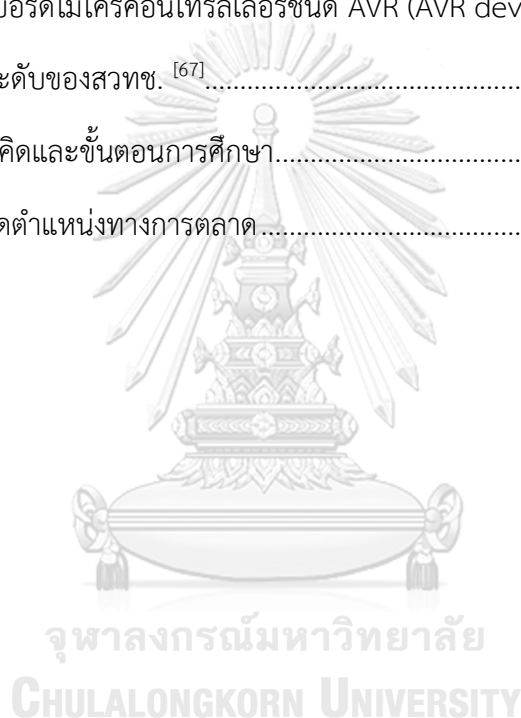 บอร์ดไมโครคอนโทรลเลอร์ชนิด AVR (AVR dev
ะดับของสวทช. [67]......................................................
คิดและขั้นตอนการศึกษา......................................................
ดตำแหน่งทางการตลาด......................................................
จุฬาลงกรณ์มหาวิทยาลัย
CHULALONGKORN UNIVERSITY